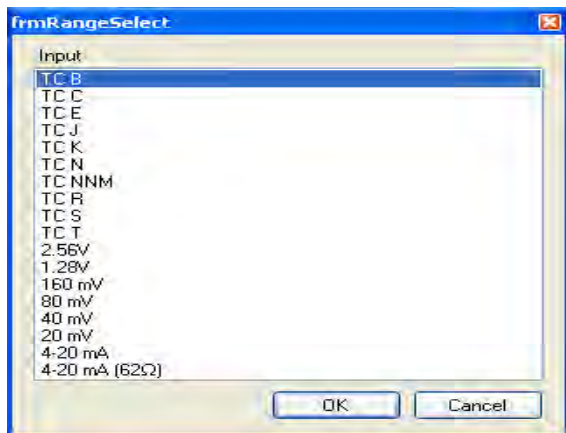 frmRangeSelect
Input
TC B
TC C
TC E
TC J
TC K
TC N
TC NNM
TC R
TC S
TC T
2.56V
1.28V
160 mV
80 mV
40 mV
20 mV
4-20 mA
4-20 mA (62Ω)
OK Cancel